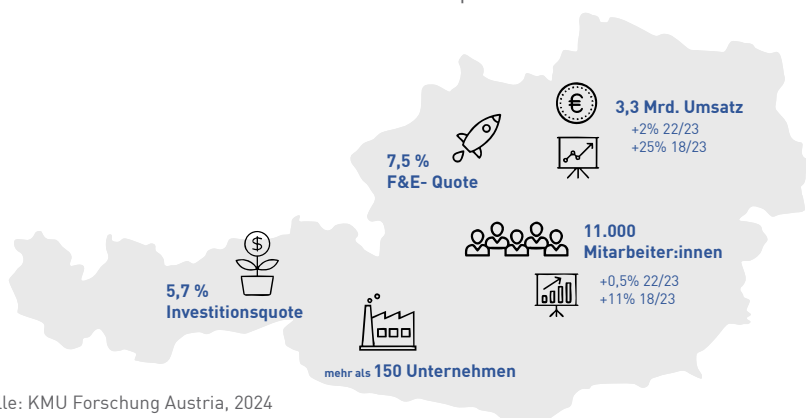 3,3 Mrd. Umsatz
+2% 22/23
+25% 18/23
7,5 %
F&E- Quote
11.000
Mitarbeiter:innen
+0,5% 22/23
+11% 18/23
5,7 %
Investitionsquote
mehr als 150 Unternehmen
lle: KMU Forschung Austria, 2024